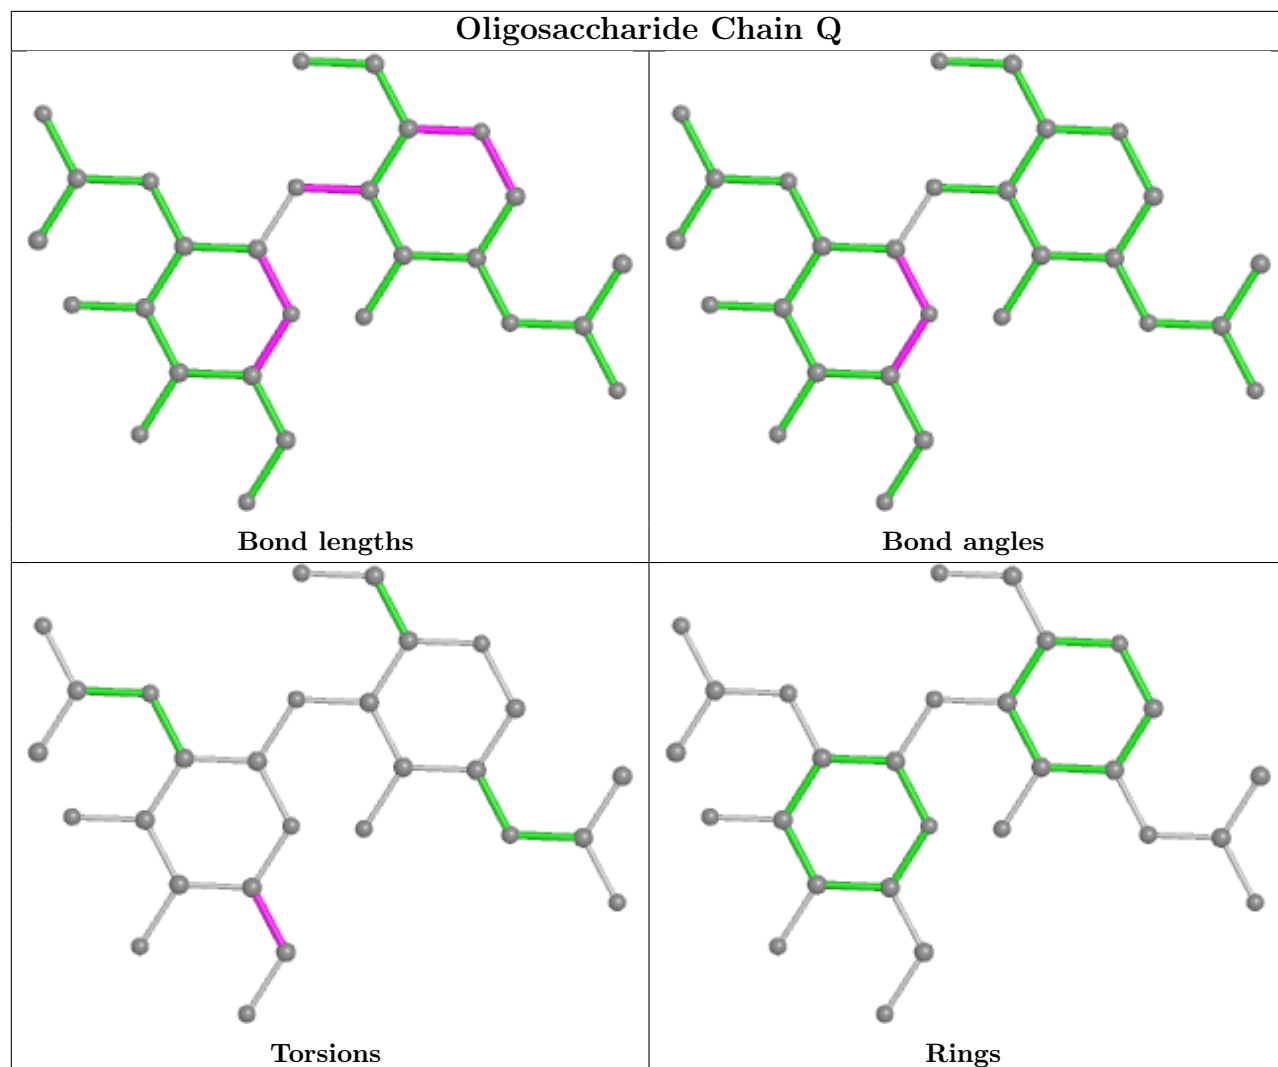 Oligosaccharide Chain Q
Bond lengths
Bond angles
Torsions
Rings